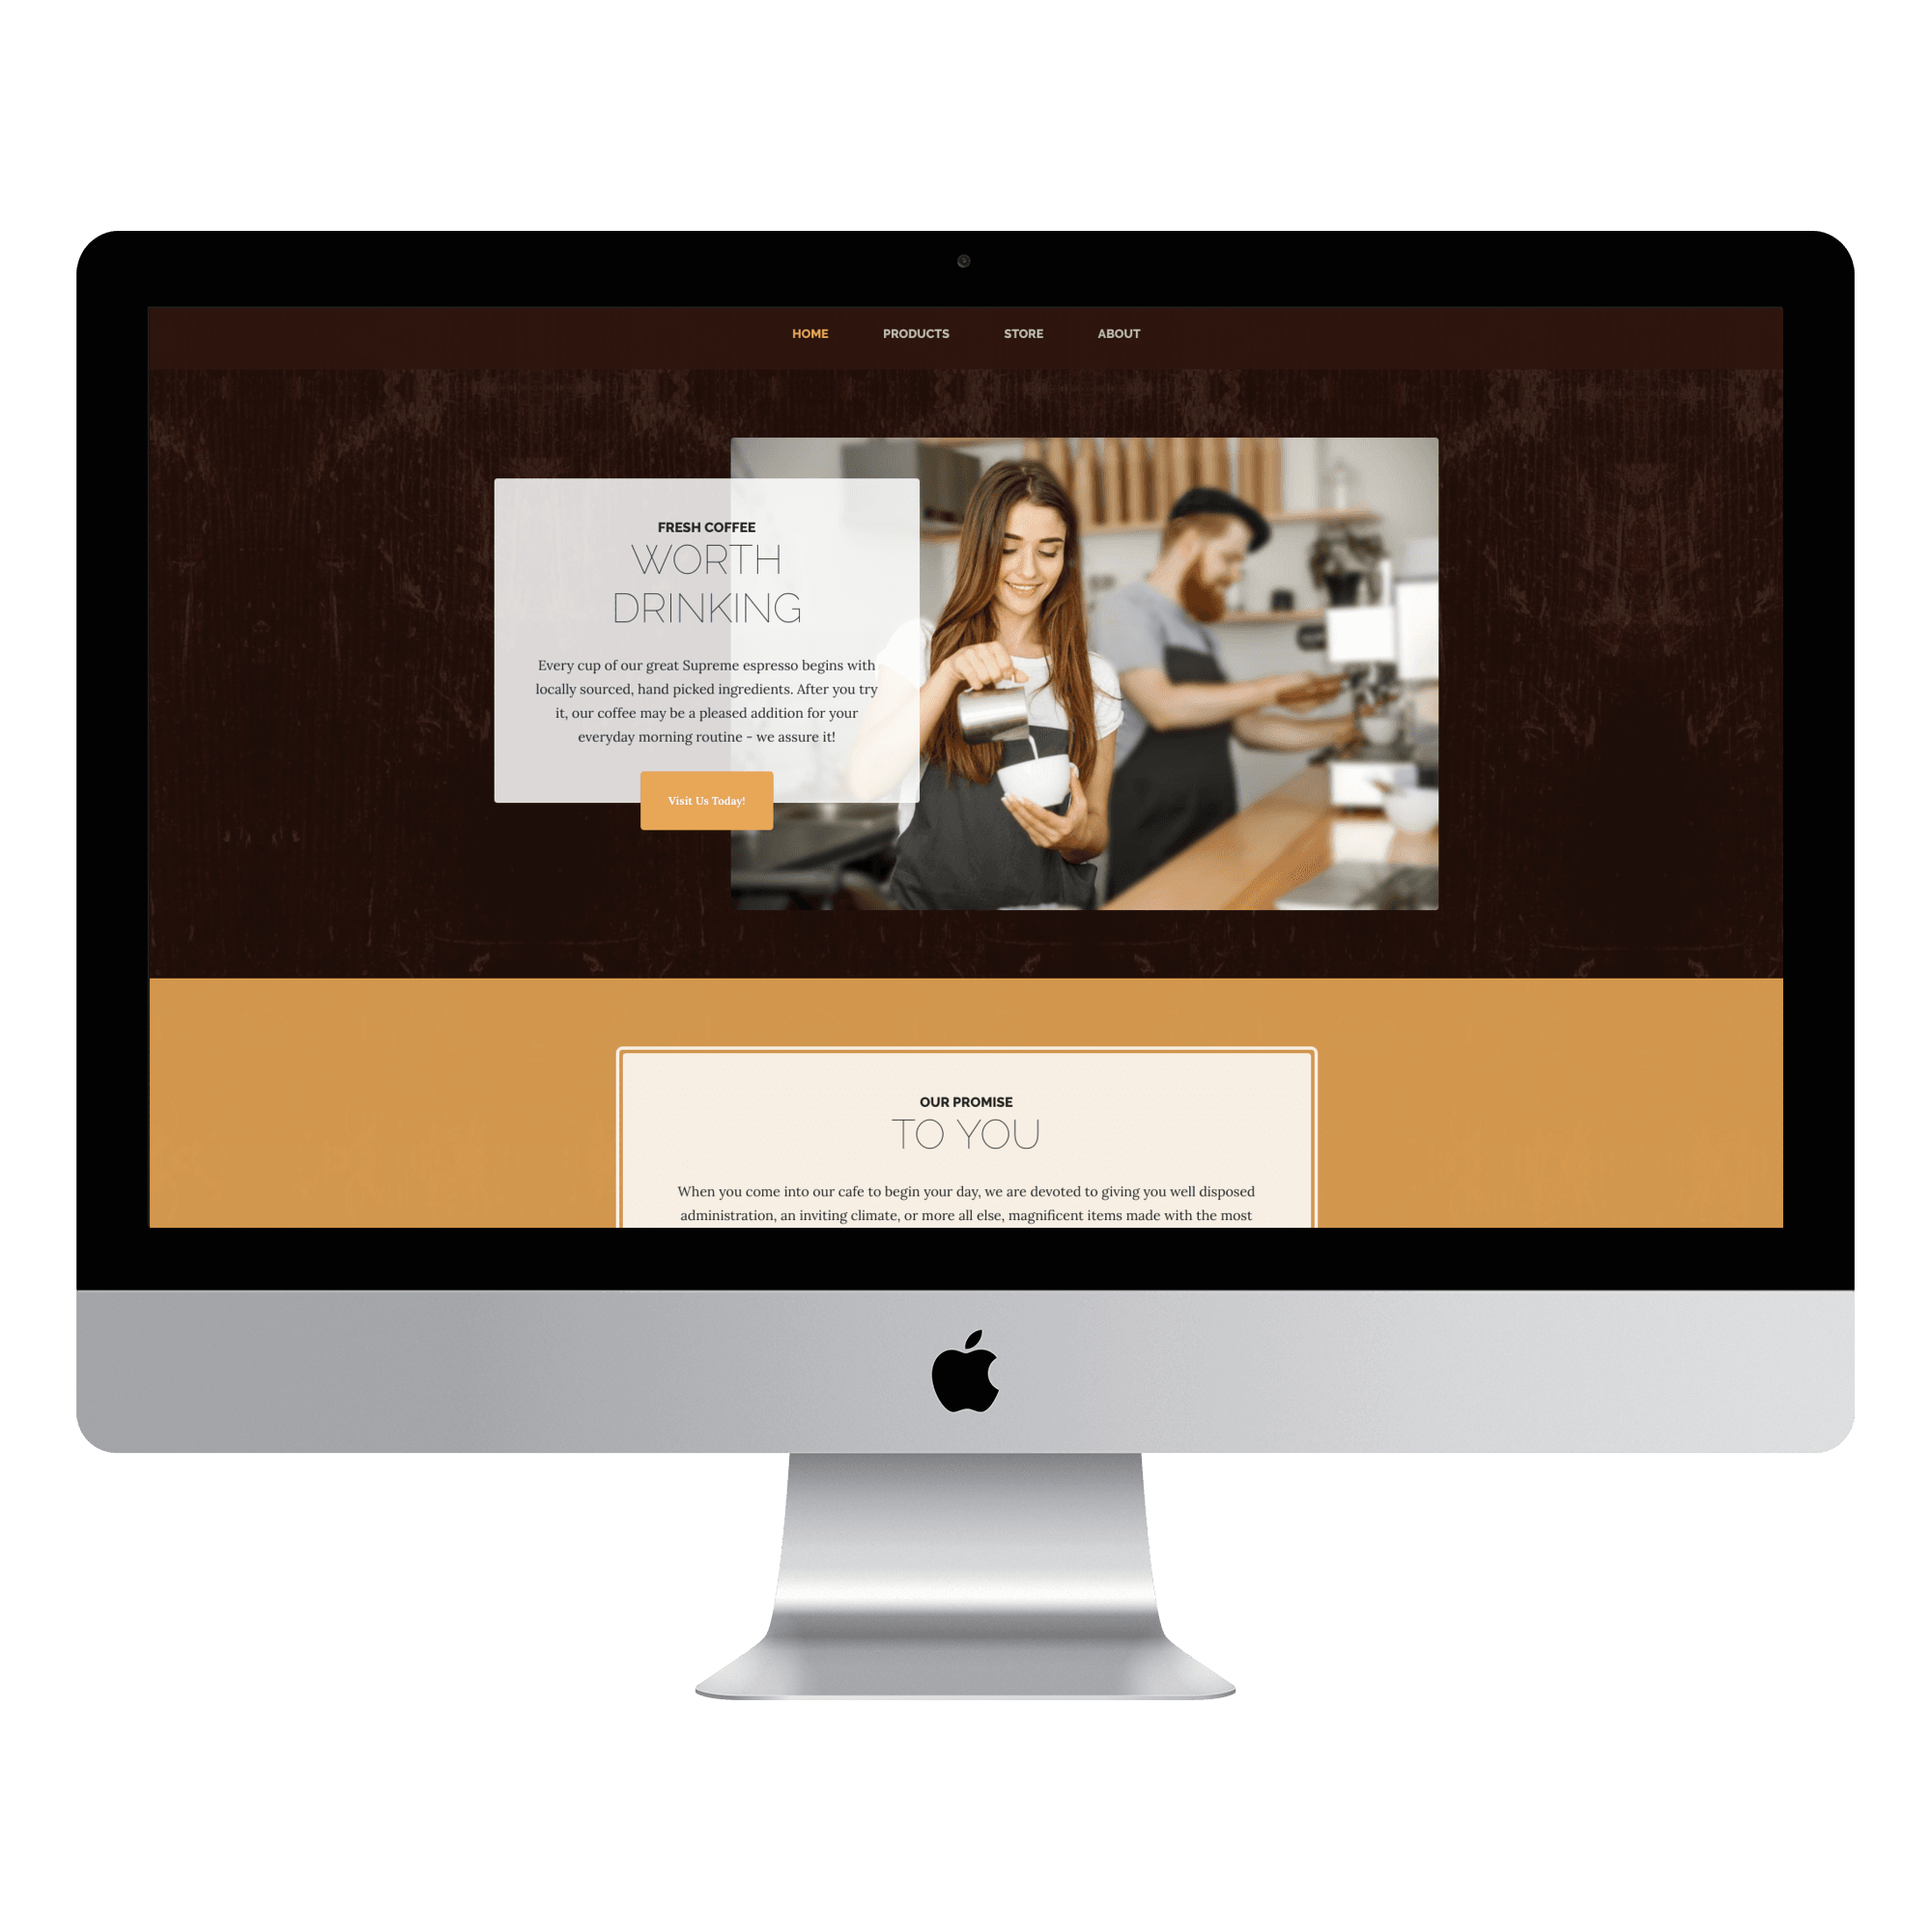 HOME PRODUCTS STORE ABOUT
FRESH COFFEE
WORTH
DRINKING
Every cup of our great Supreme espresso begins with
locally sourced, hand picked ingredients. After you try
it, our coffee may be a pleased addition for your
everyday morning routine - we assure it!
Visit Us Today!
OUR PROMISE
TO YOU
When you come into our cafe to begin your day, we are devoted to giving you well disposed
administration, an inviting climate, or more all else, magnificent items made with the most